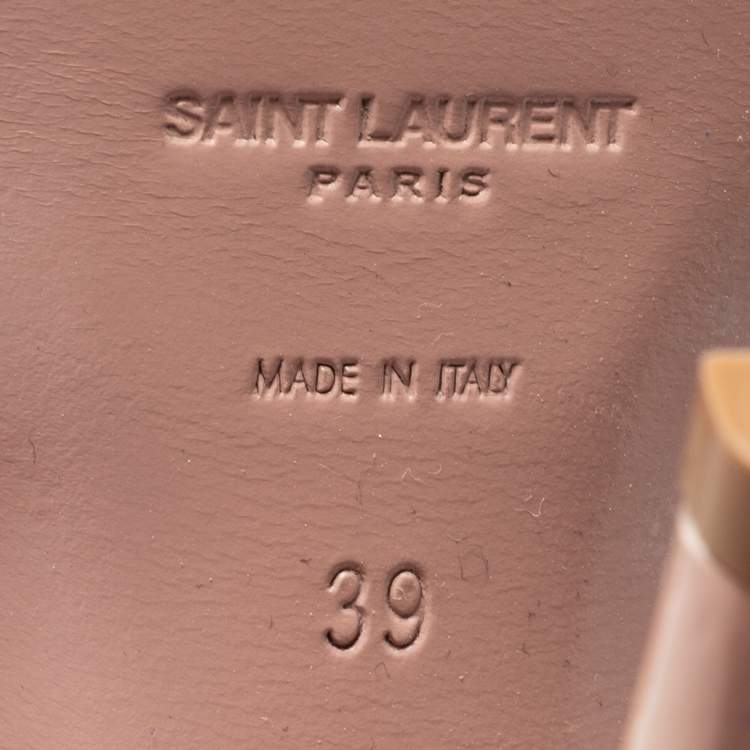 SAINT LAURENT
PARIS
MADE IN ITALY
39